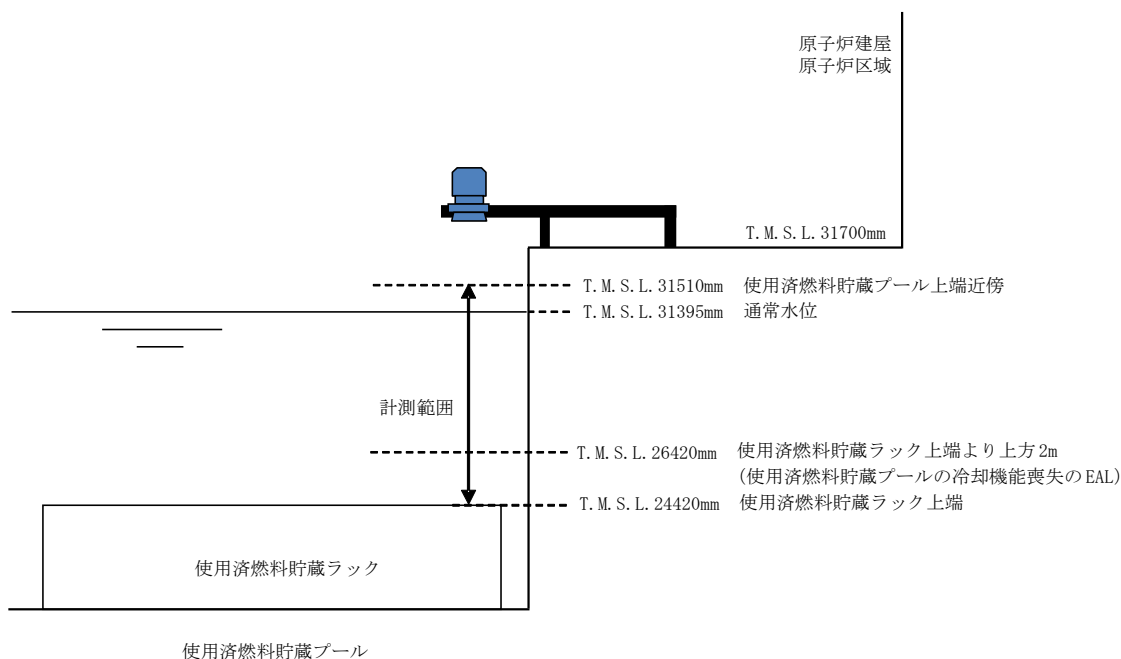 原子炉建屋
原子炉区域
T.M.S.L.31700mm
T.M.S.L.31510mm 使用済燃料貯蔵プール上端近傍
T.M.S.L.31395mm 通常水位
計測範囲
T.M.S.L.26420mm 使用済燃料貯蔵ラック上端より上方2m
(使用済燃料貯蔵プールの冷却機能喪失のEAL)
T.M.S.L.24420mm 使用済燃料貯蔵ラック上端
使用済燃料貯蔵ラック
使用済燃料貯蔵プール